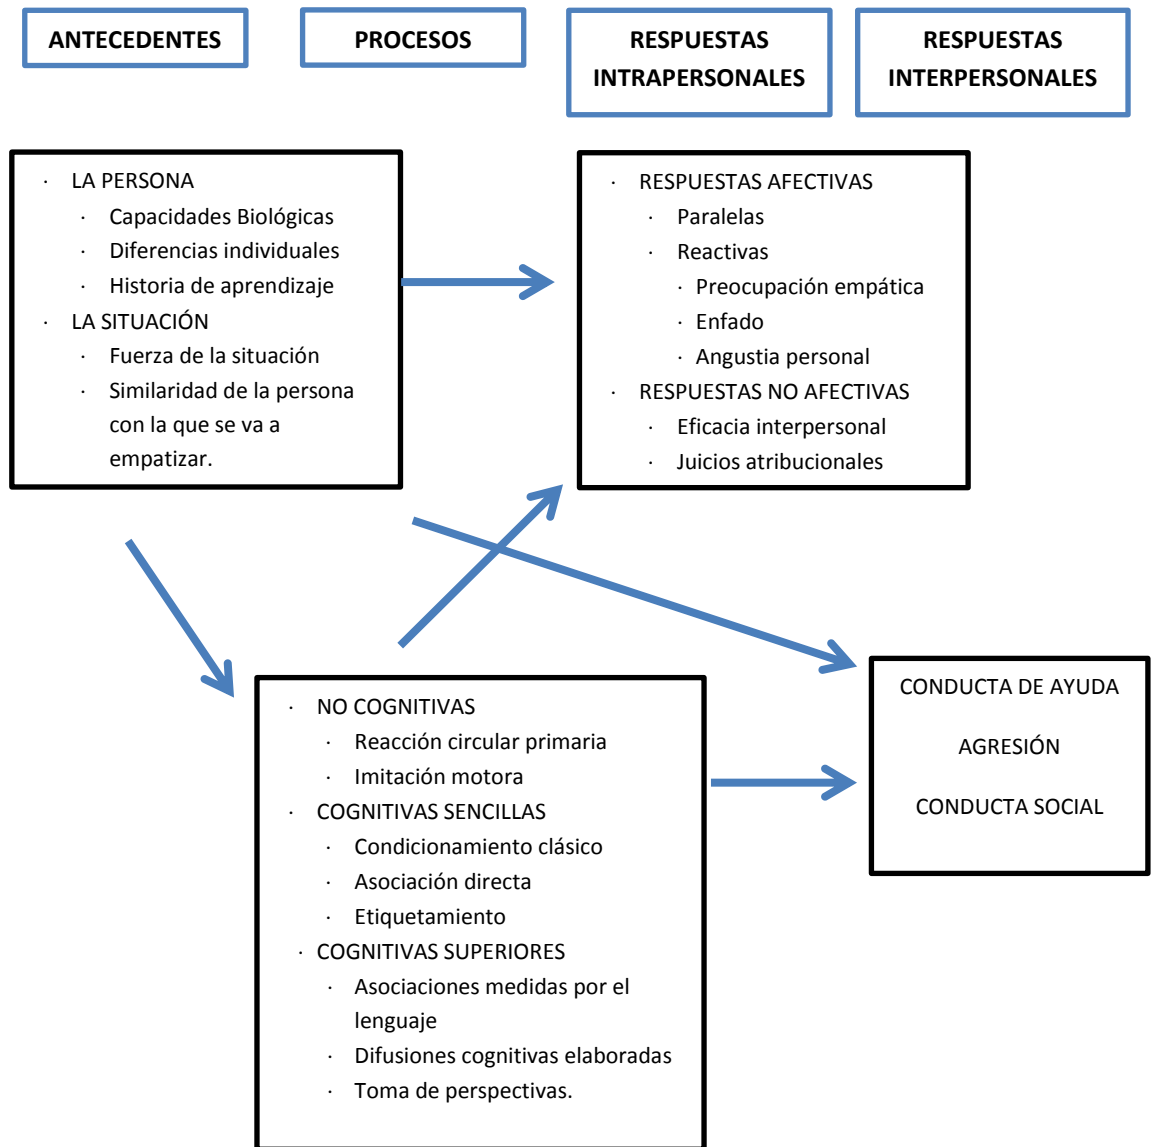 ANTECEDENTES
PROCESOS
RESPUESTAS
INTRAPERSONALES
RESPUESTAS
INTERPERSONALES
· LA PERSONA
· Capacidades Biológicas
· Diferencias individuales
· Historia de aprendizaje
· LA SITUACIÓN
· Fuerza de la situación
· Similaridad de la persona
con la que se va a
empatizar.
· RESPUESTAS AFECTIVAS
· Paralelas
· Reactivas
· Preocupación empática
· Enfado
· Angustia personal
· RESPUESTAS NO AFECTIVAS
· Eficacia interpersonal
· Juicios atribucionales
· NO COGNITIVAS
· Reacción circular primaria
· Imitación motora
· COGNITIVAS SENCILLAS
· Condicionamiento clásico
· Asociación directa
· Etiquetamiento
· COGNITIVAS SUPERIORES
· Asociaciones medidas por el
lenguaje
· Difusiones cognitivas elaboradas
· Toma de perspectivas.
CONDUCTA DE AYUDA
AGRESIÓN
CONDUCTA SOCIAL